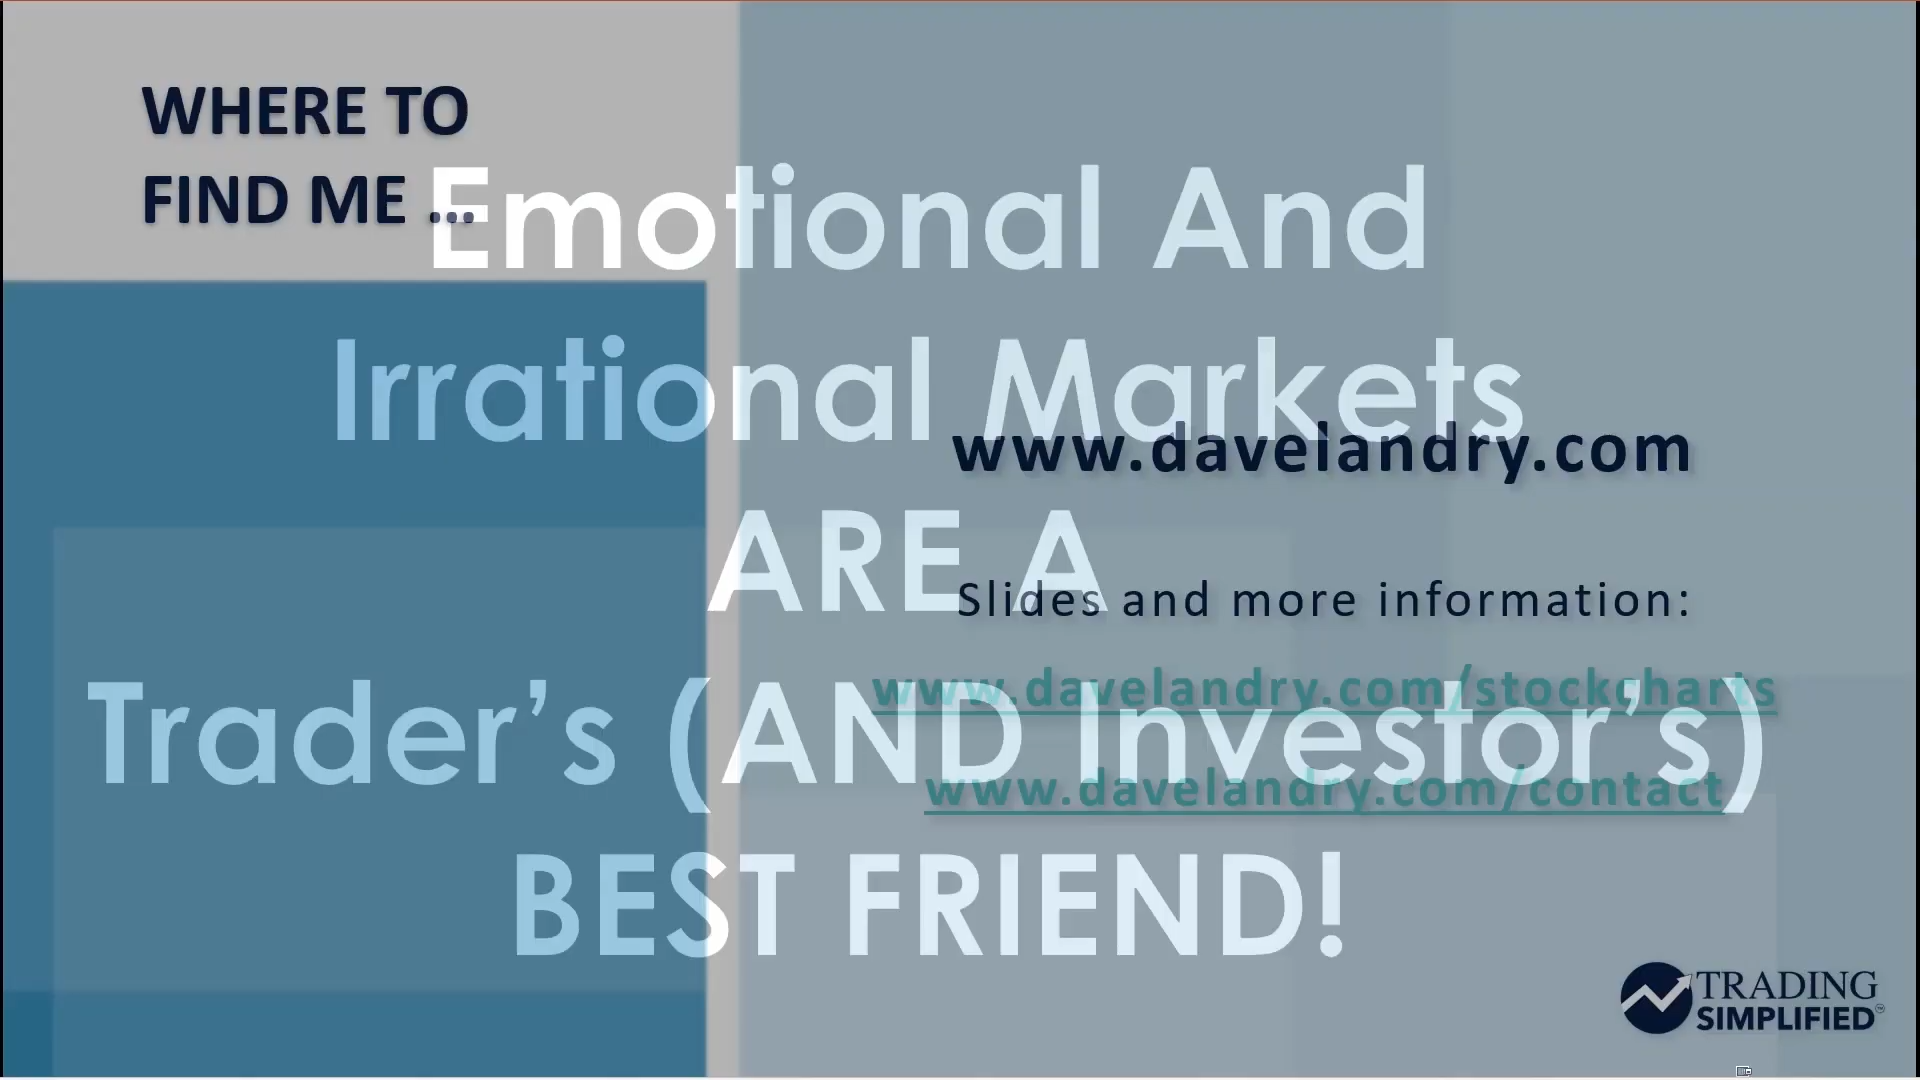 WHERE TO
FIND ME ...
Emotional And
Irrational Markets
ARE A
Trader’s (AND Investor’s)
BEST FRIEND!
www.davelandry.com
Slides and more information:
www.davelandry.com/stockcharts
www.davelandry.com/contact
TRADING
SIMPLIFIED™